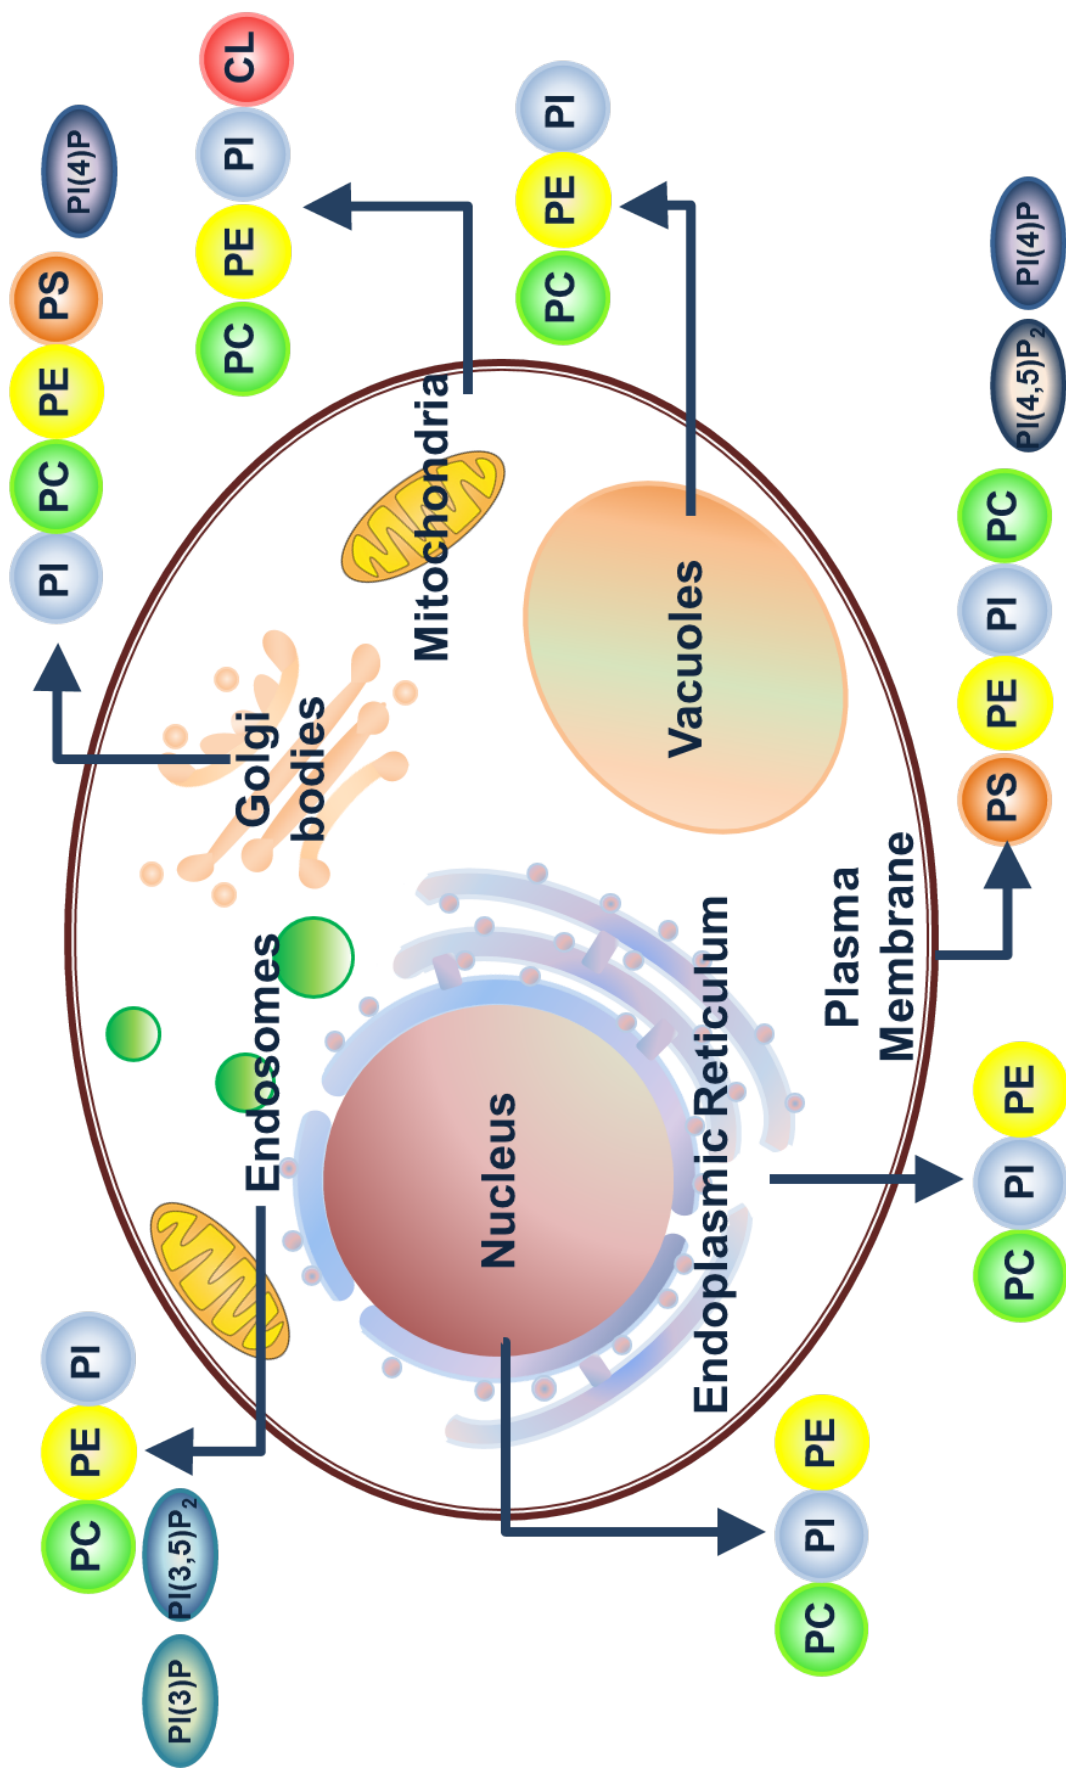 PC PE PI
PI(3)P PI(3,5)P2
PI PC PE PS
PI(4)P
PC PE PI CL
Endosomes
Golgi
bodies
Mitochondria
PC PE PI
Nucleus
Vacuoles
Endoplasmic Reticulum
Plasma
Membrane
PC PI PE
PC PI PE
PS PE PI PC
PI(4,5)P2 PI(4)P